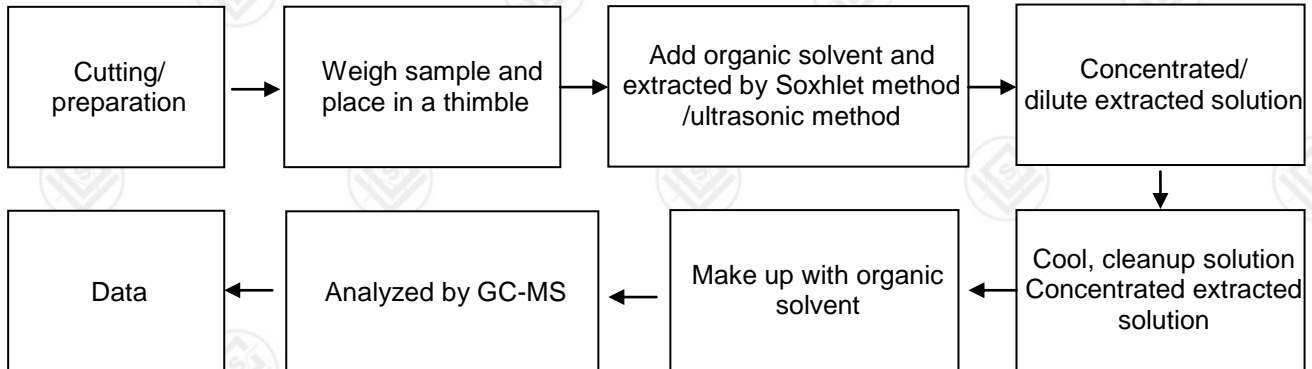 Cutting/
preparation
Weigh sample and
place in a thimble
Add organic solvent and
extracted by Soxhlet method
/ultrasonic method
Concentrated/
dilute extracted solution
Cool, cleanup solution
Concentrated extracted
solution
Make up with organic
solvent
Analyzed by GC-MS
Data